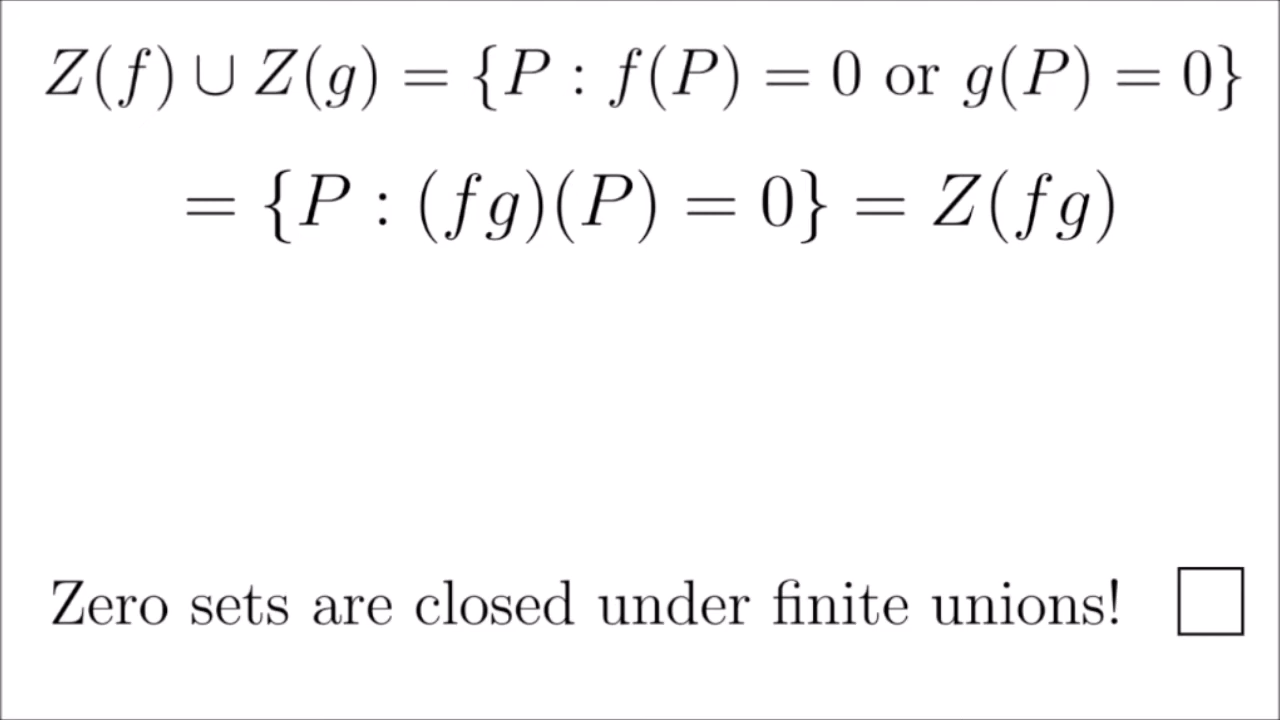 Z(f) ∪ Z(g) = {P : f(P) = 0 or g(P) = 0}
= {P : (fg)(P) = 0} = Z(fg)
Zero sets are closed under finite unions! □